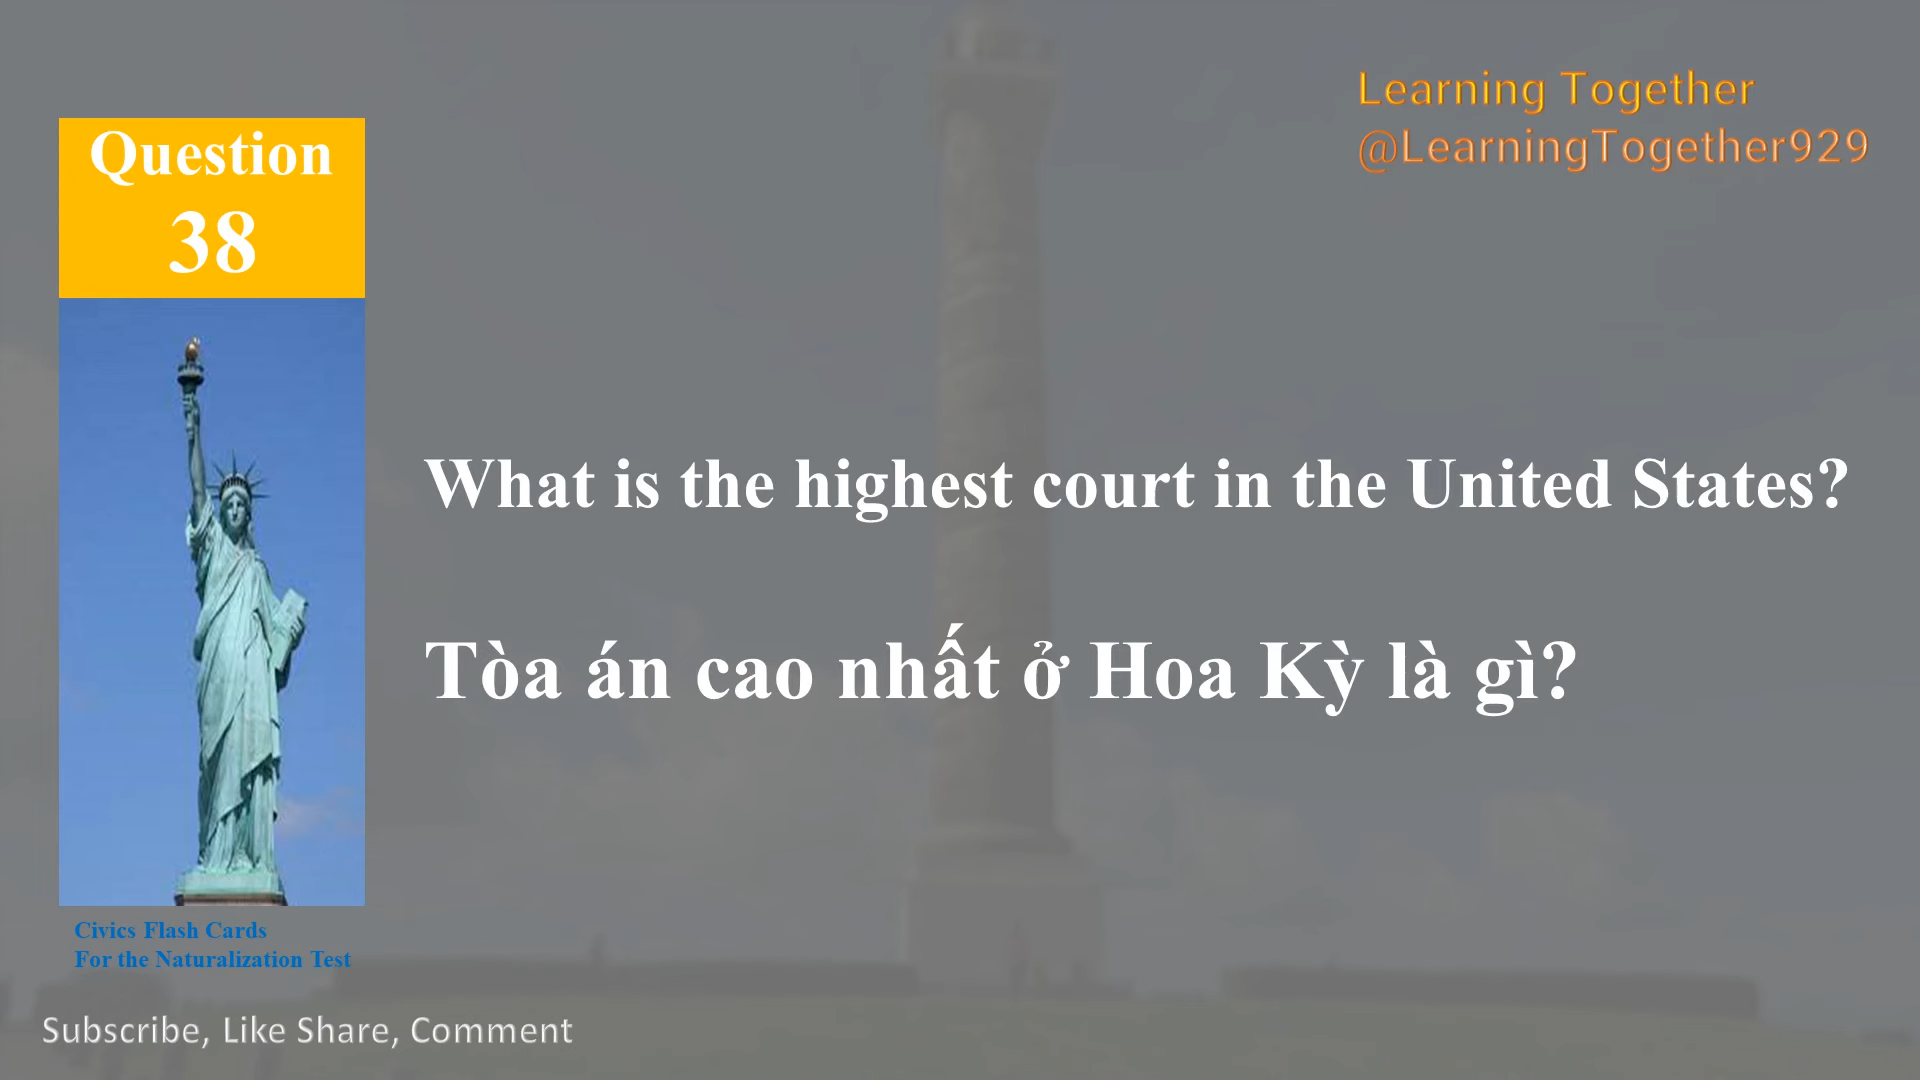 Learning Together
@LearningTogether929
Question
38
What is the highest court in the United States?
Tòa án cao nhất ở Hoa Kỳ là gì?
Civics Flash Cards
For the Naturalization Test
Subscribe, Like Share, Comment